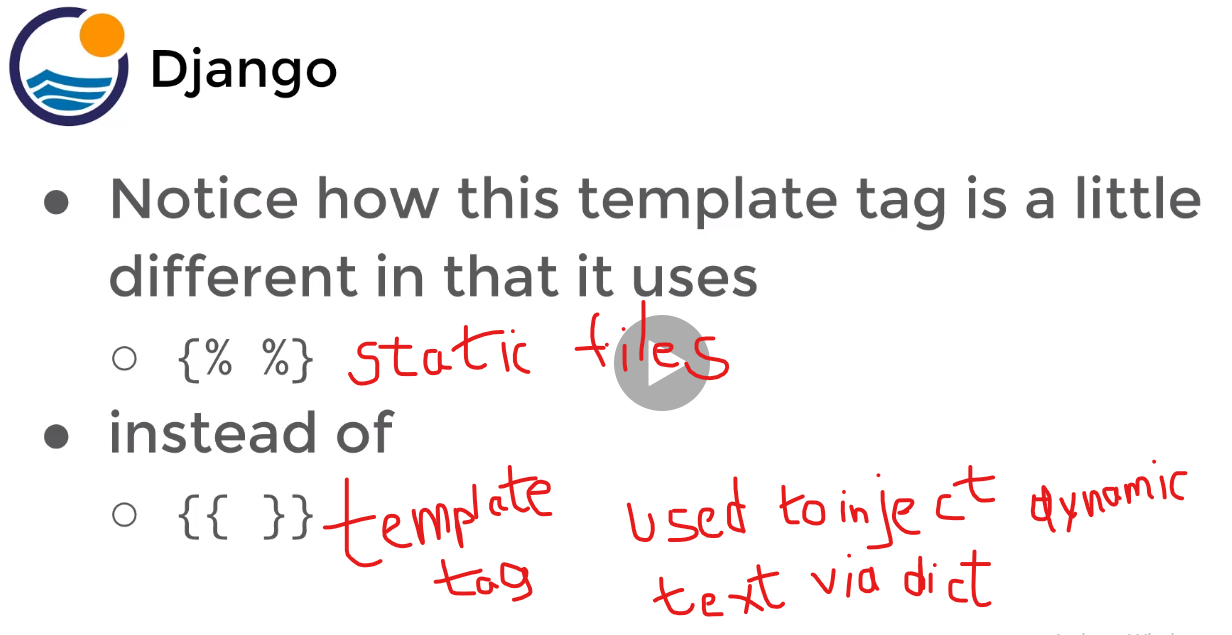 Django
● Notice how this template tag is a little
different in that it uses
○ {% %} static files
● instead of
○ {{ }} template used to inject dynamic
tag text via dict